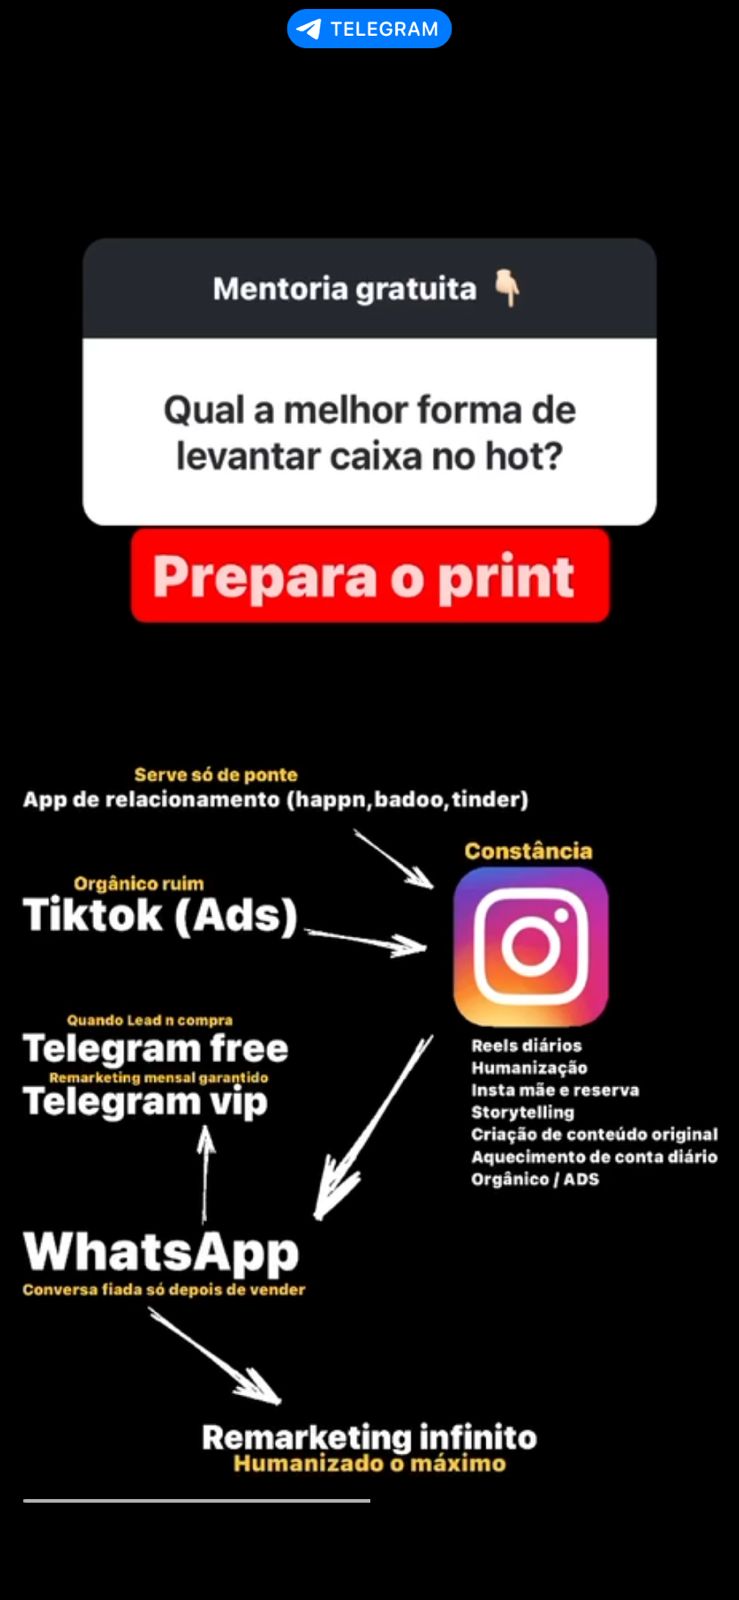 TELEGRAM
Mentoria gratuita 👇🏻
Qual a melhor forma de
levantar caixa no hot?
Prepara o print
Serve só de ponte
App de relacionamento (happn,badoo,tinder)
Constância
Orgânico ruim
Tiktok (Ads)
Quando Lead n compra
Telegram free
Remarketing mensal garantido
Telegram vip
Reels diários
Humanização
Insta mãe e reserva
Storytelling
Criação de conteúdo original
Aquecimento de conta diário
Orgânico / ADS
WhatsApp
Conversa fiada só depois de vender
Remarketing infinito
Humanizado o máximo